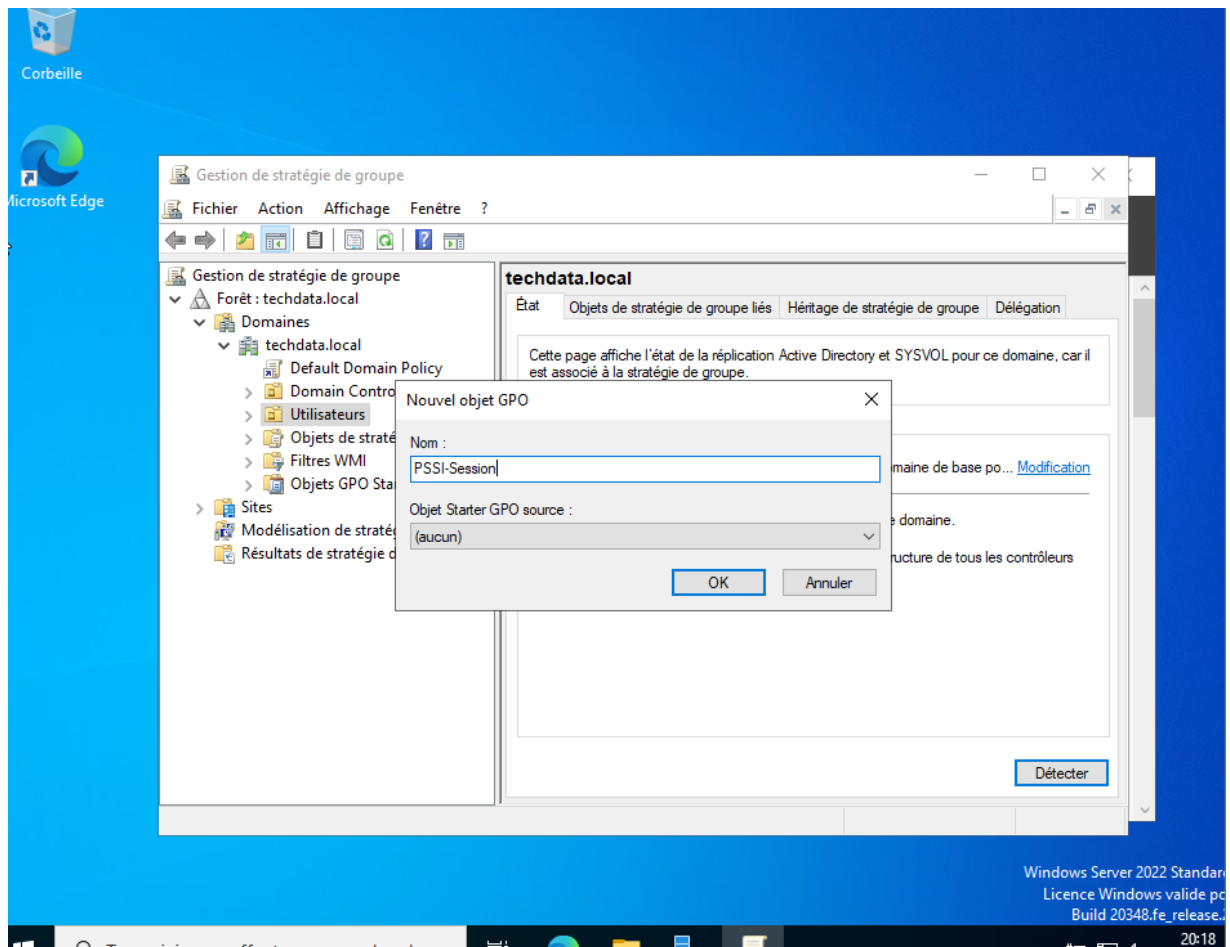 Corbeille
Microsoft Edge
Gestion de stratégie de groupe
Fichier Action Affichage Fenêtre ?
Gestion de stratégie de groupe
Forêt : techdata.local
Domaines
techdata.local
Default Domain Policy
Domain Contro
Utilisateurs
Objets de straté
Filtres WMI
Objets GPO Sta
Sites
Modélisation de straté
Résultats de stratégie d
techdata.local
État Objets de stratégie de groupe liés Héritage de stratégie de groupe Délégation
Cette page affiche l'état de la réplication Active Directory et SYSVOL pour ce domaine, car il
est associé à la stratégie de groupe.
maine de base po... Modification
domaine.
ructure de tous les contrôleurs
Détecter
Nouvel objet GPO
Nom :
PSSI-Session
Objet Starter GPO source :
(aucun)
OK Annuler
Windows Server 2022 Standar
Licence Windows valide po
Build 20348.fe_release.
20:18